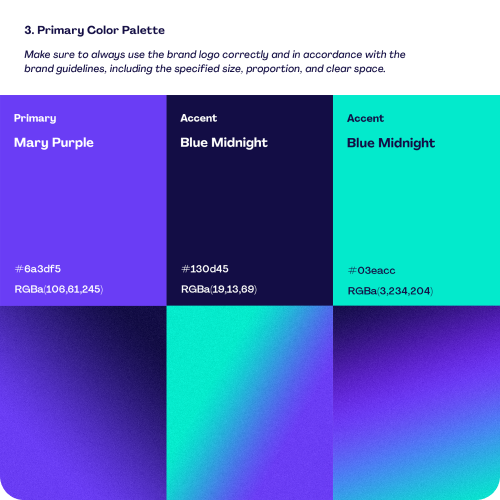 3. Primary Color Palette
Make sure to always use the brand logo correctly and in accordance with the
brand guidelines, including the specified size, proportion, and clear space.
Primary
Mary Purple
#6a3df5
RGBa(106,61,245)
Accent
Blue Midnight
#130d45
RGBa(19,13,69)
Accent
Blue Midnight
#03eacc
RGBa(3,234,204)